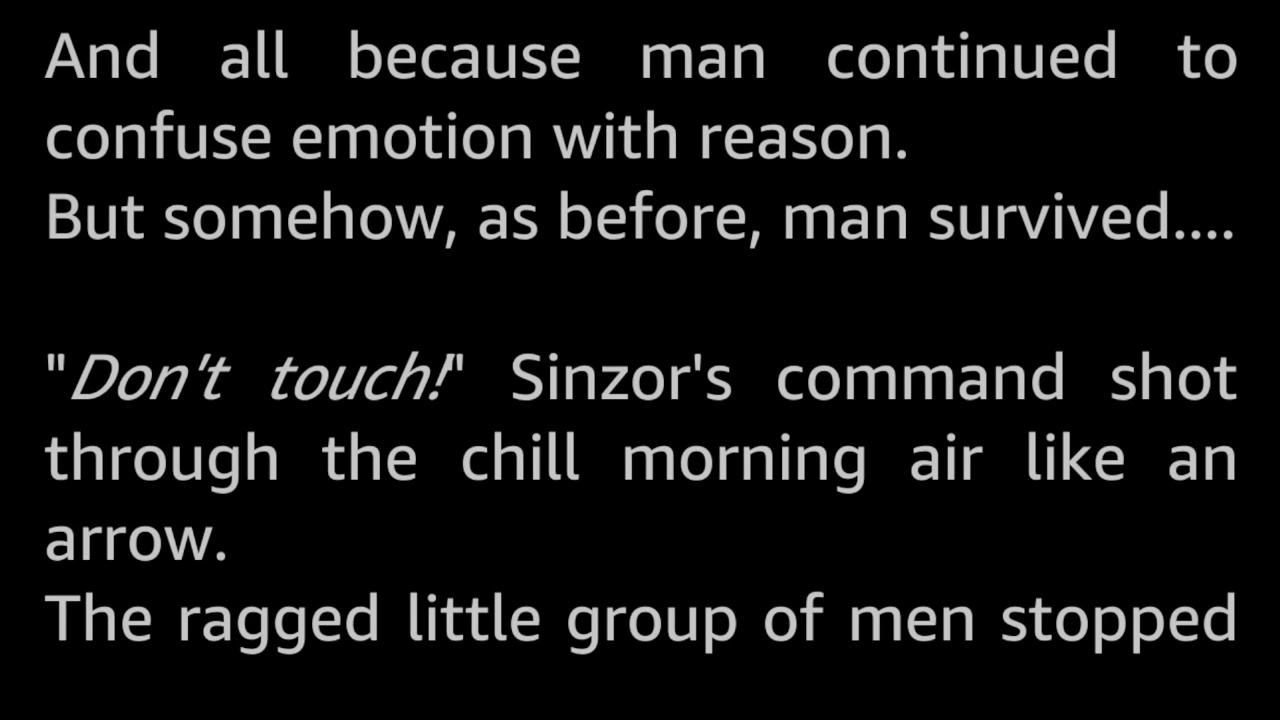 And all because man continued to
confuse emotion with reason.
But somehow, as before, man survived....
"Don't touch!" Sinzor's command shot
through the chill morning air like an
arrow.
The ragged little group of men stopped